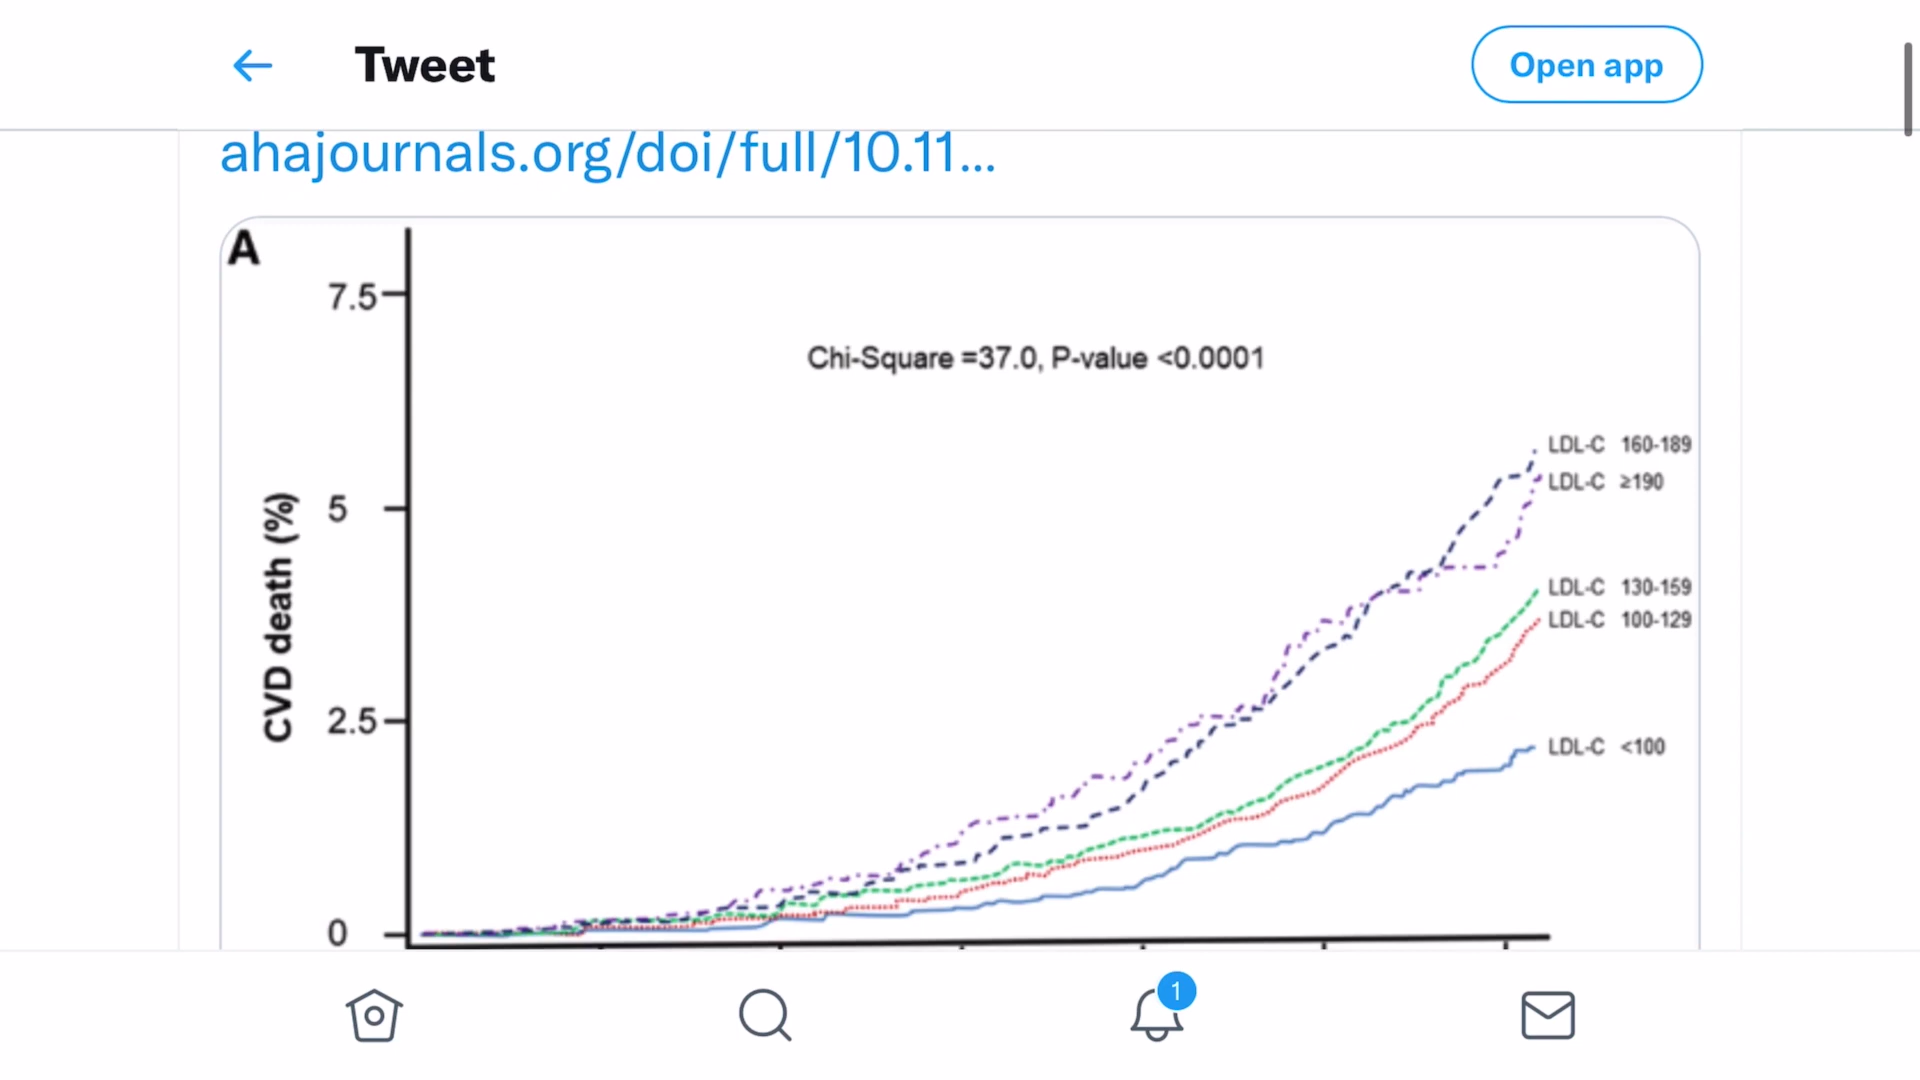 Tweet
Open app
ahajournals.org/doi/full/10.11...
A
7.5
Chi-Square =37.0, P-value <0.0001
LDL-C 160-189
LDL-C ≥190
5
CVD death (%)
LDL-C 130-159
LDL-C 100-129
2.5
LDL-C <100
0
1